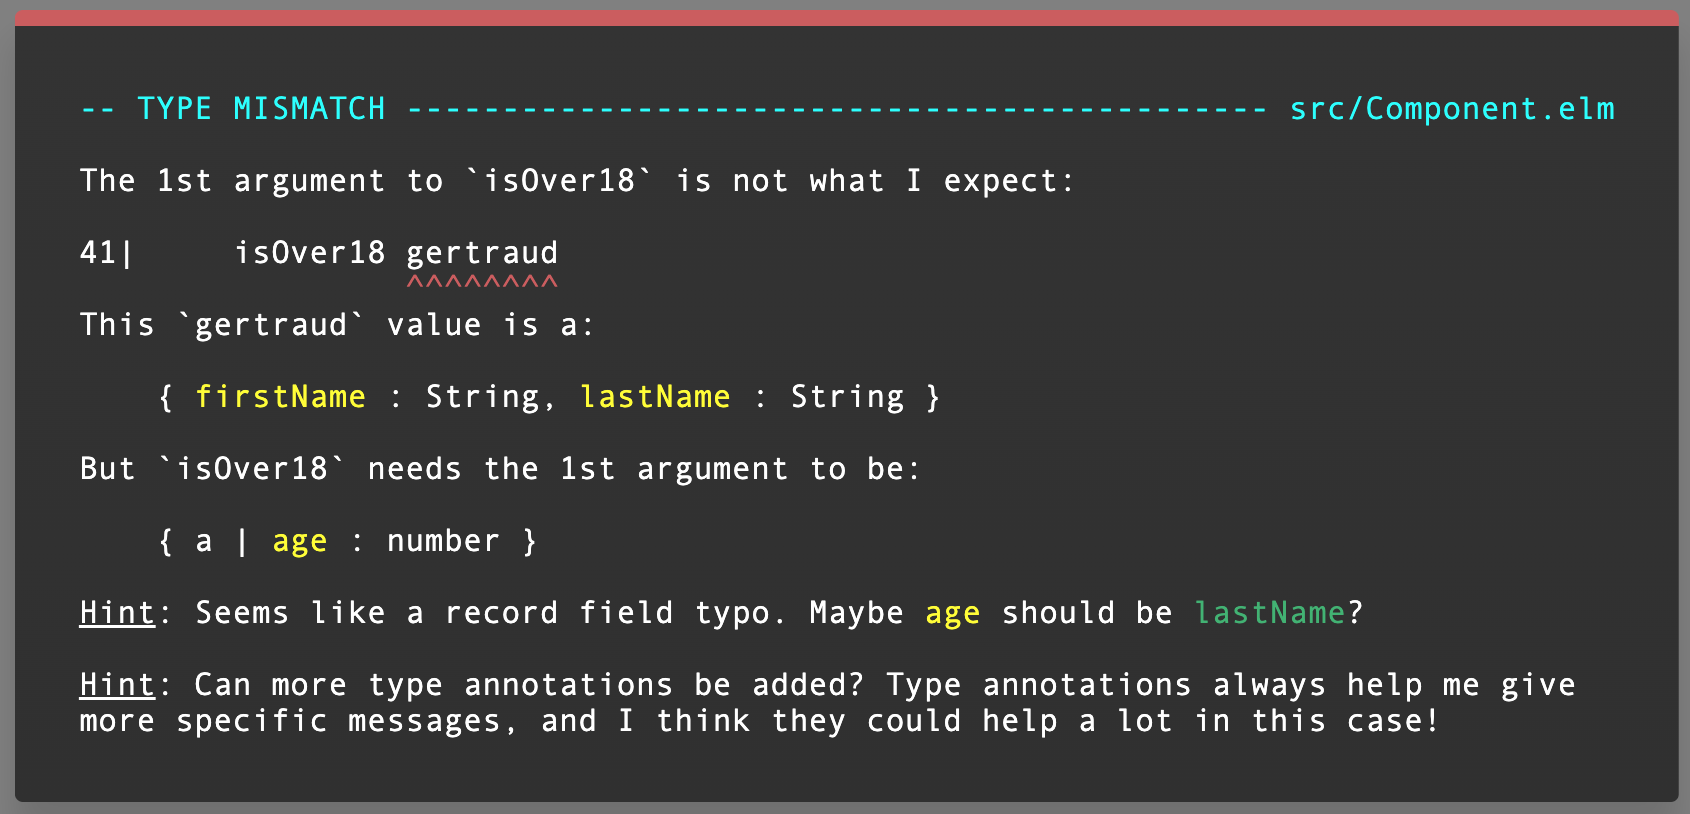 -- TYPE MISMATCH --------------------------------------------- src/Component.elm
The 1st argument to `isOver18` is not what I expect:
41|     isOver18 gertraud
                 ^^^^^^^^
This `gertraud` value is a:
    { firstName : String, lastName : String }
But `isOver18` needs the 1st argument to be:
    { a | age : number }
Hint: Seems like a record field typo. Maybe age should be lastName?
Hint: Can more type annotations be added? Type annotations always help me give
more specific messages, and I think they could help a lot in this case!